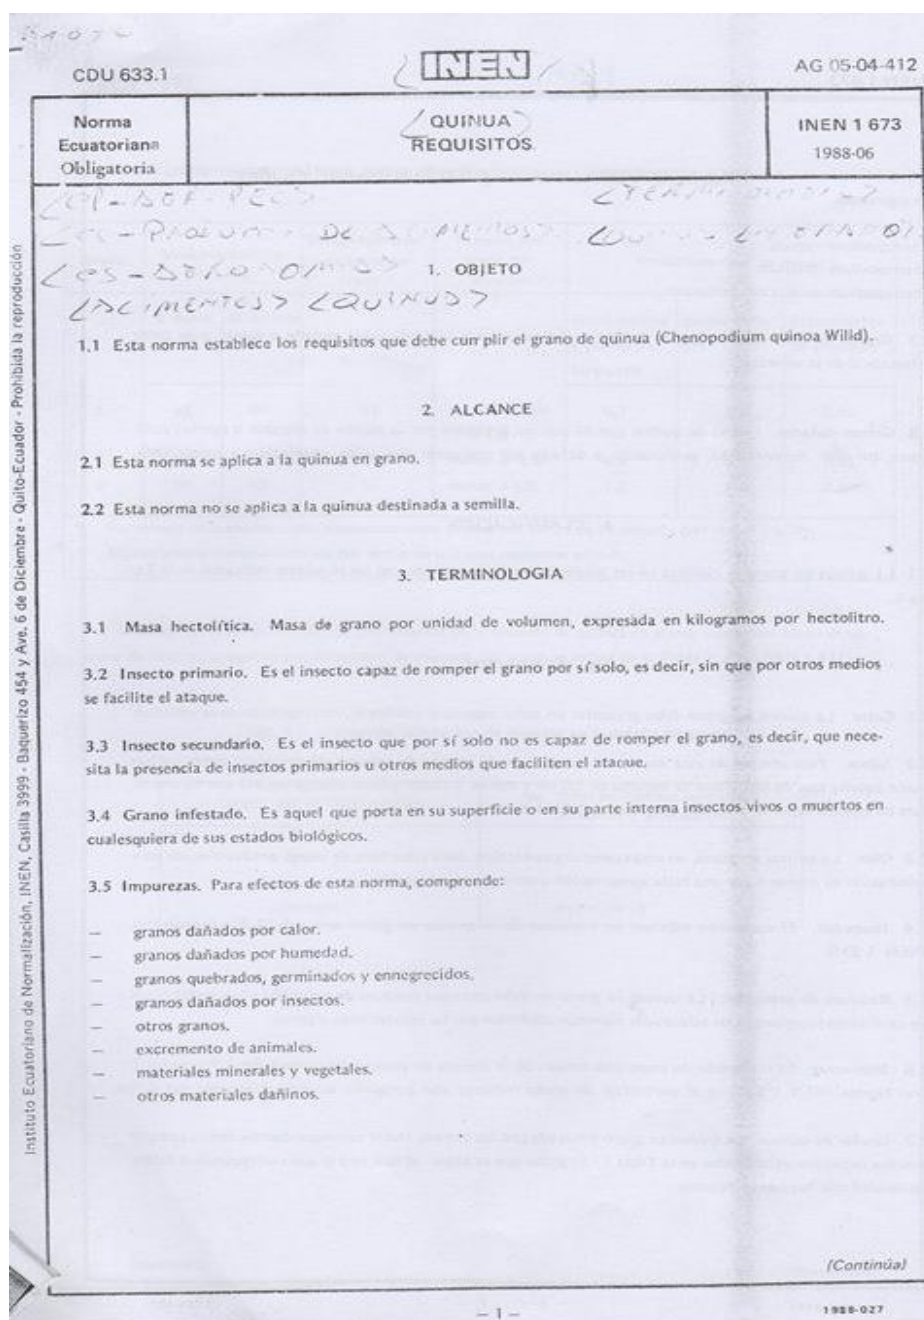 CDU 633.1
INEN
AG 05-04-412
Norma
Ecuatoriana
Obligatoria
QUINUA
REQUISITOS
INEN 1 673
1988-06
1. OBJETO
<ALIMENTOS> <QUINUA>
1.1 Esta norma establece los requisitos que debe cumplir el grano de quinua (Chenopodium quinoa Willd).
2. ALCANCE
2.1 Esta norma se aplica a la quinua en grano.
2.2 Esta norma no se aplica a la quinua destinada a semilla.
3. TERMINOLOGIA
3.1 Masa hectolítica. Masa de grano por unidad de volumen, expresada en kilogramos por hectolitro.
3.2 Insecto primario. Es el insecto capaz de romper el grano por sí solo, es decir, sin que por otros medios
se facilite el ataque.
3.3 Insecto secundario. Es el insecto que por sí solo no es capaz de romper el grano, es decir, que nece-
sita la presencia de insectos primarios u otros medios que faciliten el ataque.
3.4 Grano infestado. Es aquel que porta en su superficie o en su parte interna insectos vivos o muertos en
cualesquiera de sus estados biológicos.
3.5 Impurezas. Para efectos de esta norma, comprende:
— granos dañados por calor.
— granos dañados por humedad.
— granos quebrados, germinados y ennegrecidos.
— granos dañados por insectos.
— otros granos.
— excremento de animales.
— materiales minerales y vegetales.
— otros materiales dañinos.
(Continúa)
— 1 —
1988-027
Instituto Ecuatoriano de Normalización, INEN, Casilla 3999 - Baquerizo 454 y Ave. 6 de Diciembre - Quito-Ecuador - Prohibida la reproducción